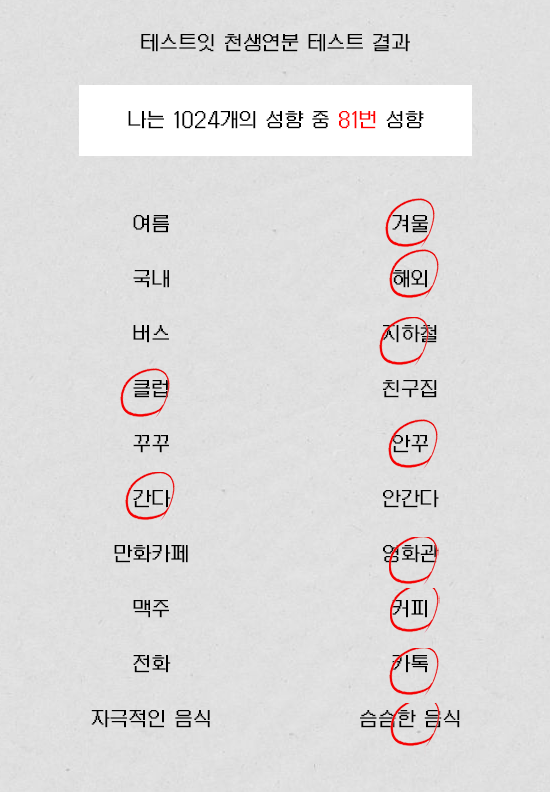 테스트잇 천생연분 테스트 결과
나는 1024개의 성향 중 81번 성향
여름 겨울
국내 해외
버스 지하철
클럽 친구집
꾸꾸 안꾸
간다 안간다
만화카페 영화관
맥주 커피
전화 카톡
자극적인 음식 슴슴한 음식